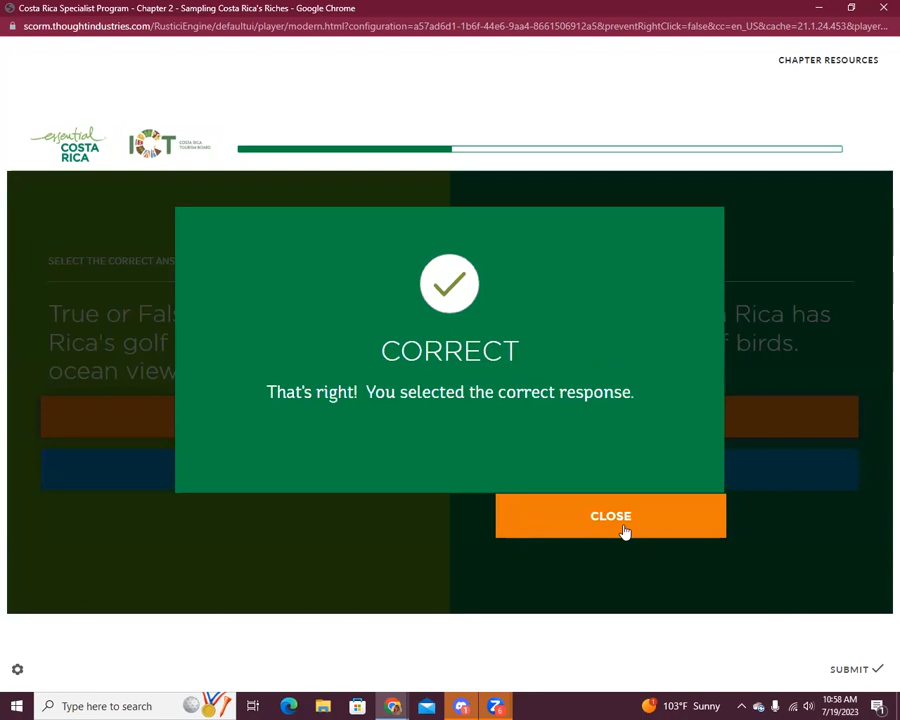 Costa Rica Specialist Program - Chapter 2 - Sampling Costa Rica's Riches - Google Chrome
scorm.thoughtindustries.com/RusticiEngine/defaultui/player/modern.html?configuration=a57ad6d1-1b6f-44e6-9aa4-8661506912a5&preventRightClick=false&cc=en_US&cache=21.1.24.453&player...
CHAPTER RESOURCES
essential
COSTA
RICA
ICT
COSTA RICA
TOURISM BOARD
SELECT THE CORRECT ANS
True or Fals
Rica's golf
ocean view
Rica has
f birds.
CORRECT
That's right! You selected the correct response.
CLOSE
SUBMIT
Type here to search
103°F Sunny
10:58 AM
7/19/2023